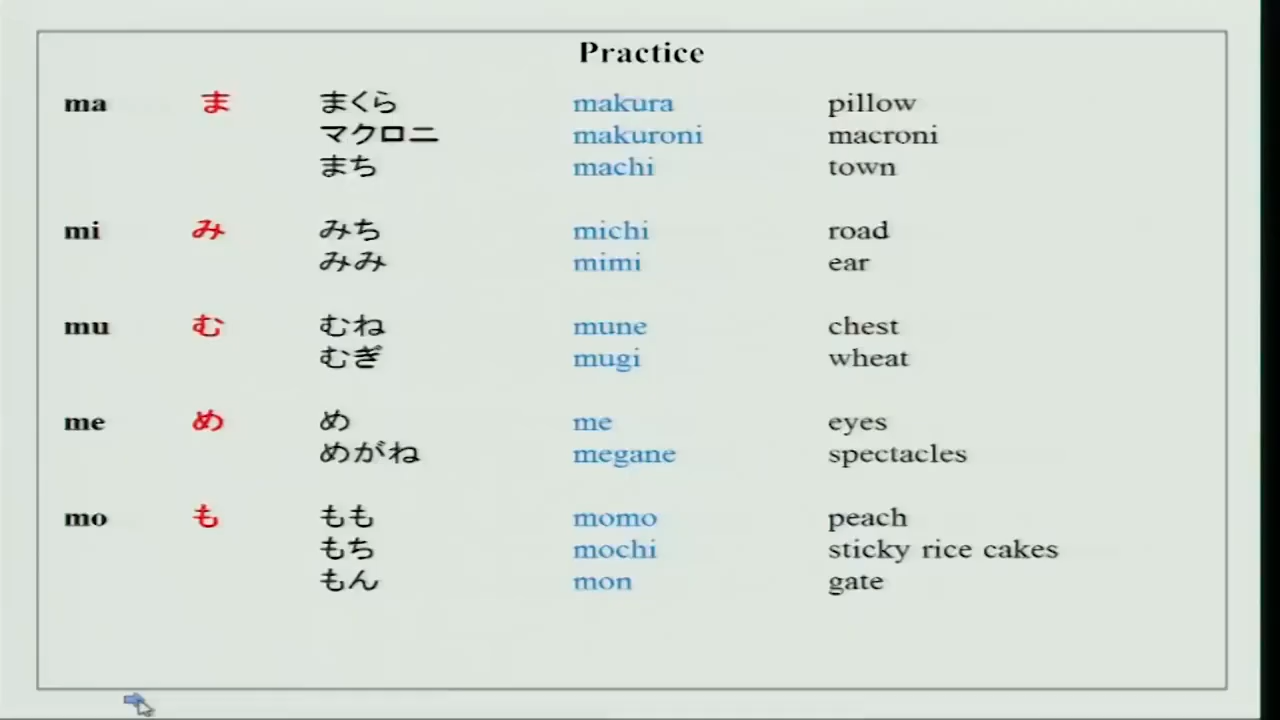 Practice
ma ま まくら makura pillow
マクロニ makuroni macroni
まち machi town
mi み みち michi road
みみ mimi ear
mu む むね mune chest
むぎ mugi wheat
me め め me eyes
めがね megane spectacles
mo も もも momo peach
もち mochi sticky rice cakes
もん mon gate